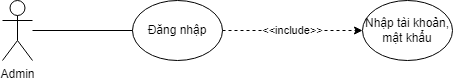 Đăng nhập
<<include>>
Nhập tài khoản,
mật khẩu
Admin